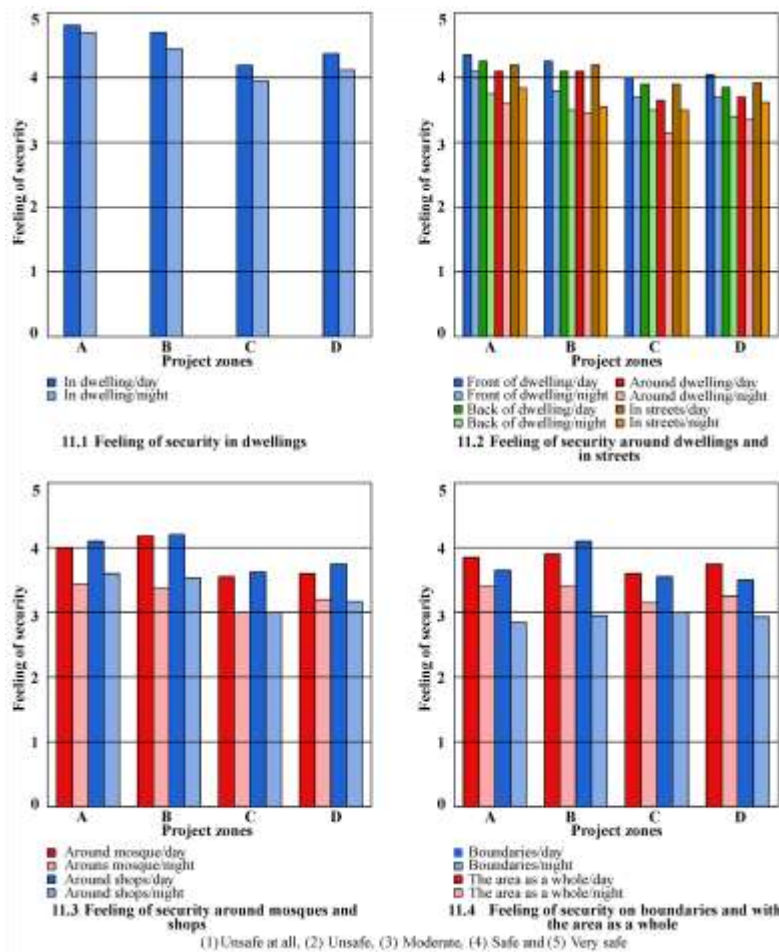 5
4
3
2
1
0
Feeling of security
A B C D
Project zones
In dwelling/day
In dwelling/night
11.1 Feeling of security in dwellings
5
4
3
2
1
0
Feeling of security
A B C D
Project zones
Front of dwelling/day
Front of dwelling/night
Back of dwelling/day
Back of dwelling/night
Around dwelling/day
Around dwelling/night
In streets/day
In streets/night
11.2 Feeling of security around dwellings and
in streets
5
4
3
2
1
0
Feeling of security
A B C D
Project zones
Around mosque/day
Arouns mosque/night
Around shops/day
Around shops/night
11.3 Feeling of security around mosques and
shops
5
4
3
2
1
0
Feeling of security
A B C D
Project zones
Boundaries/day
Boundaries/night
The area as a whole/day
The area as a whole/night
11.4 Feeling of security on boundaries and with
the area as a whole
(1) Unsafe at all, (2) Unsafe, (3) Moderate, (4) Safe and (5) Very safe